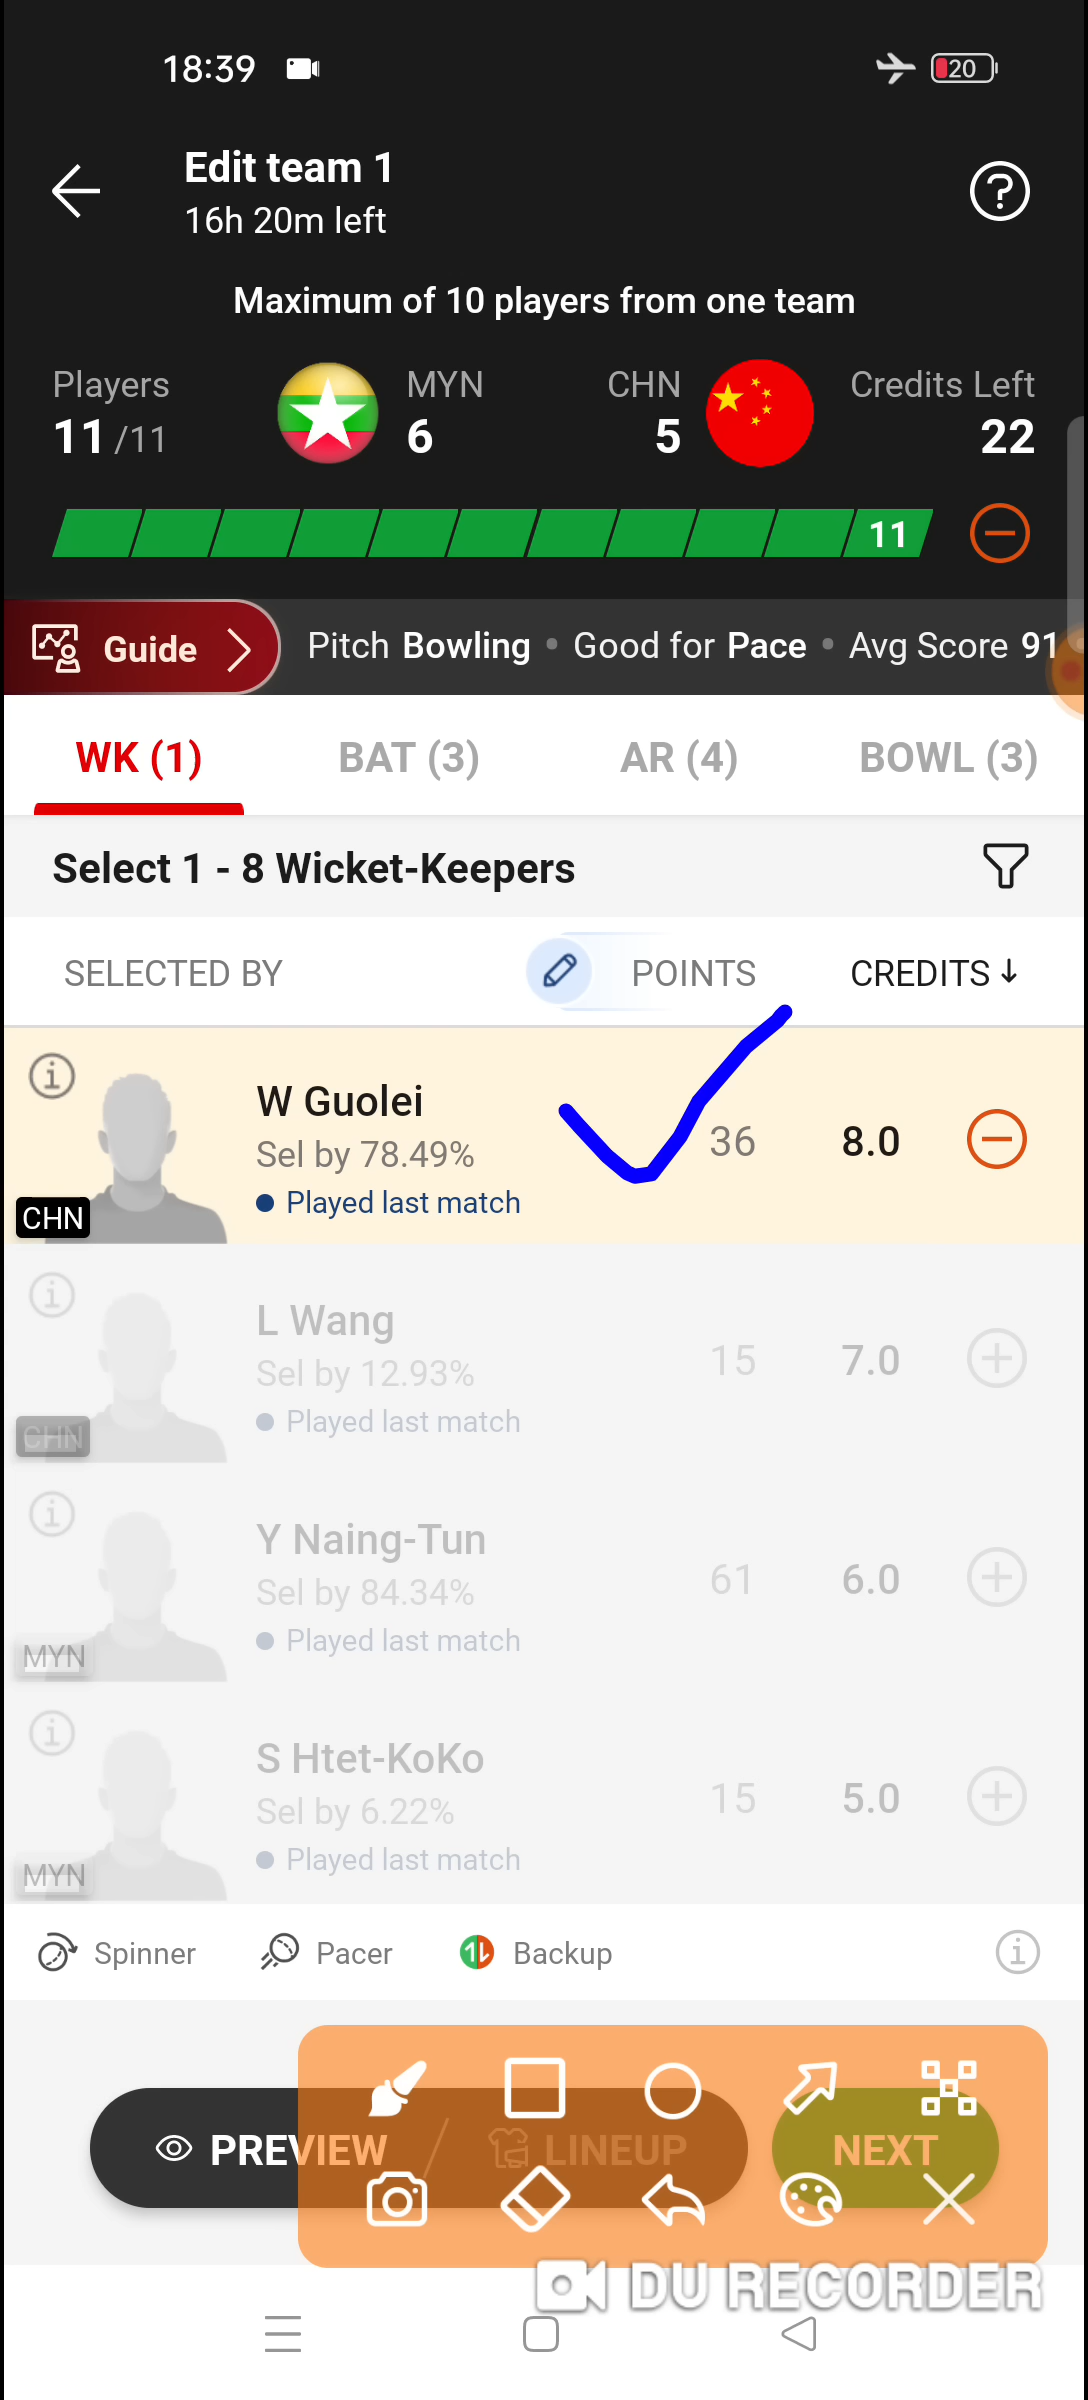 18:39
20
Edit team 1
16h 20m left
Maximum of 10 players from one team
Players
11 /11
MYN
6
CHN
5
Credits Left
22
11
Guide
Pitch Bowling • Good for Pace • Avg Score 91
WK (1)
BAT (3)
AR (4)
BOWL (3)
Select 1 - 8 Wicket-Keepers
SELECTED BY
POINTS
CREDITS ↓
W Guolei
Sel by 78.49%
Played last match
CHN
36
8.0
L Wang
Sel by 12.93%
Played last match
CHN
15
7.0
Y Naing-Tun
Sel by 84.34%
Played last match
MYN
61
6.0
S Htet-KoKo
Sel by 6.22%
Played last match
MYN
15
5.0
Spinner
Pacer
Backup
PREVIEW
LINEUP
NEXT
DU RECORDER